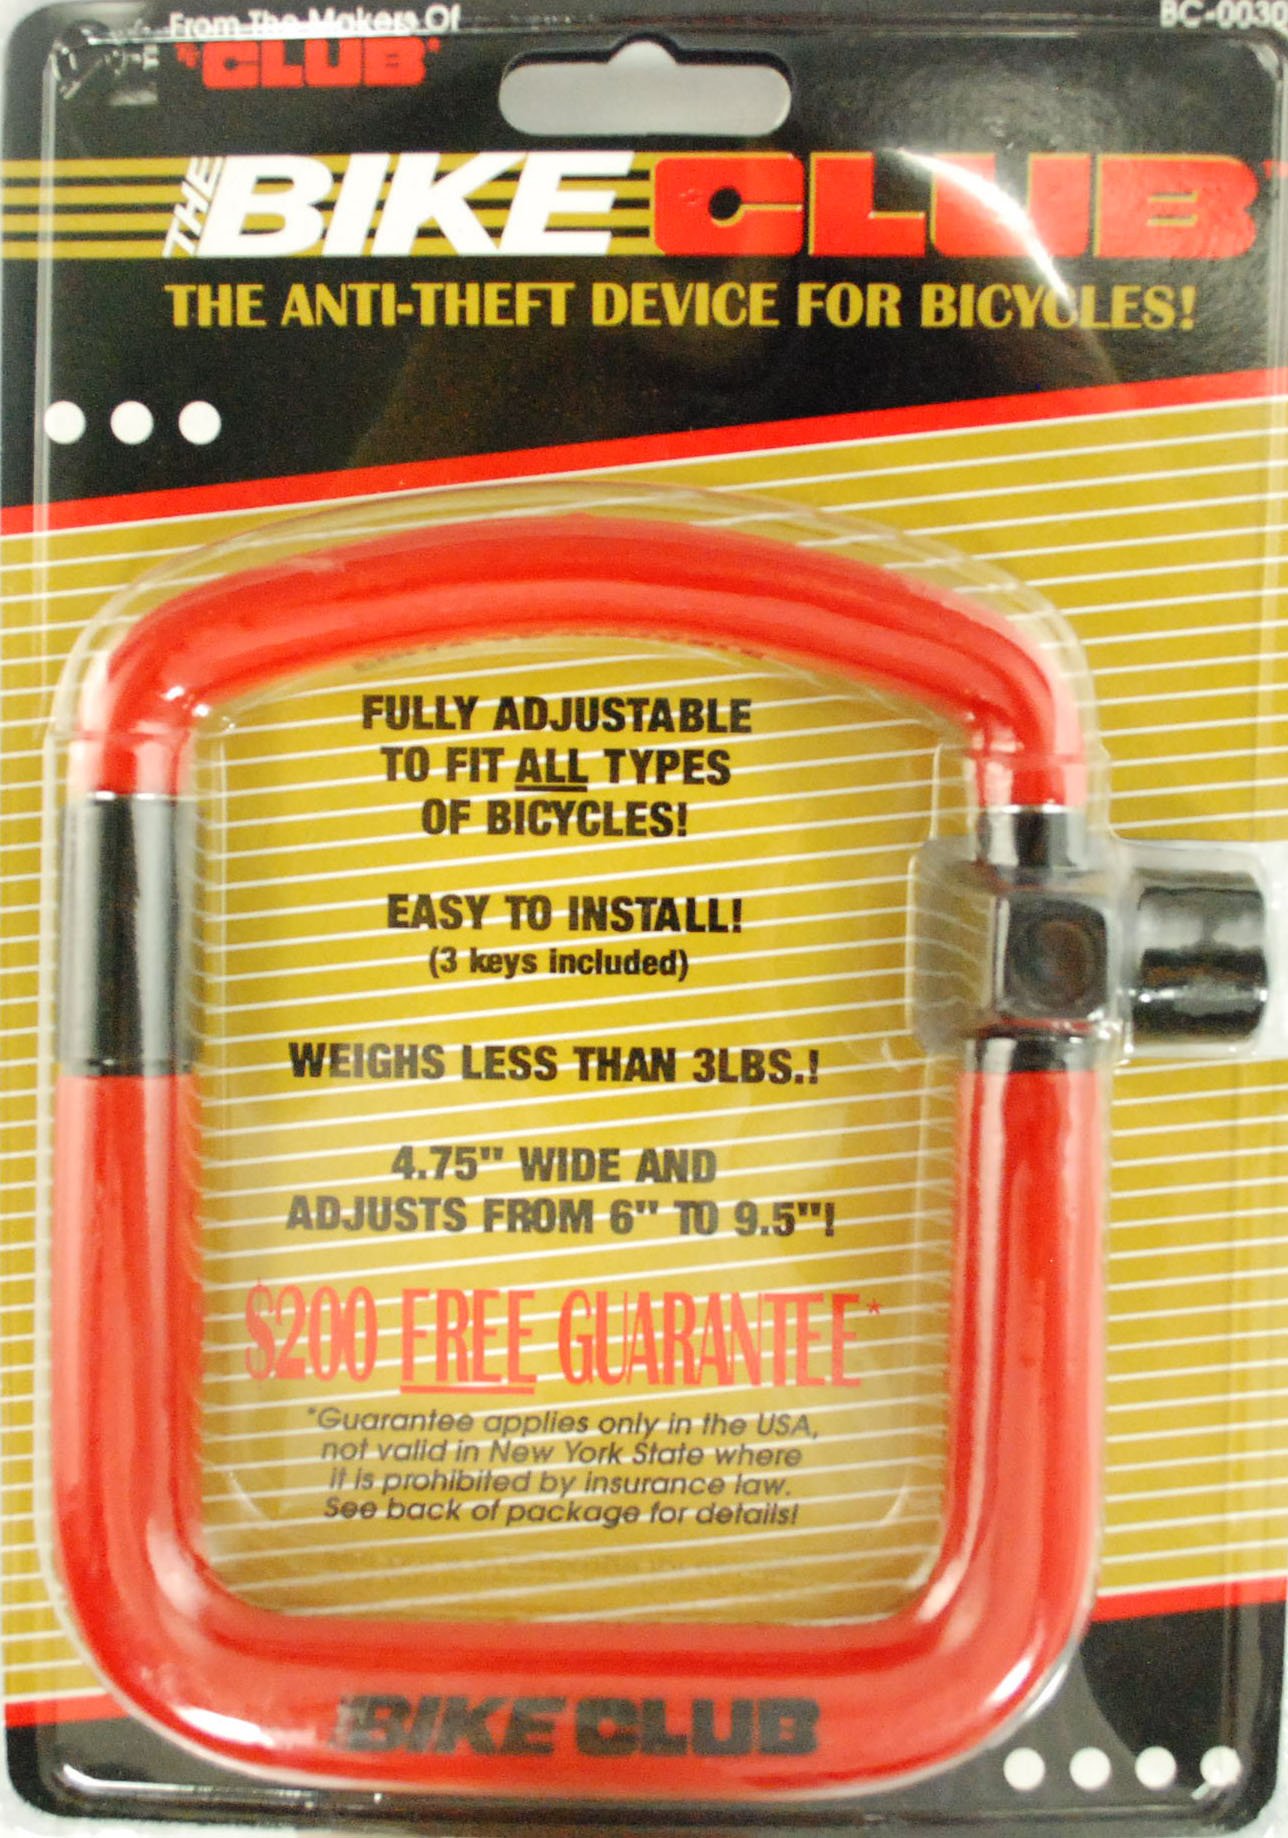 From The Makers Of
BC-0030
THE CLUB
THE BIKE CLUB
THE ANTI-THEFT DEVICE FOR BICYCLES!
FULLY ADJUSTABLE
TO FIT ALL TYPES
OF BICYCLES!
EASY TO INSTALL!
(3 keys included)
WEIGHS LESS THAN 3LBS.!
4.75" WIDE AND
ADJUSTS FROM 6" TO 9.5"!
$200 FREE GUARANTEE*
*Guarantee applies only in the USA,
not valid in New York State where
it is prohibited by insurance law.
See back of package for details!
THE BIKE CLUB